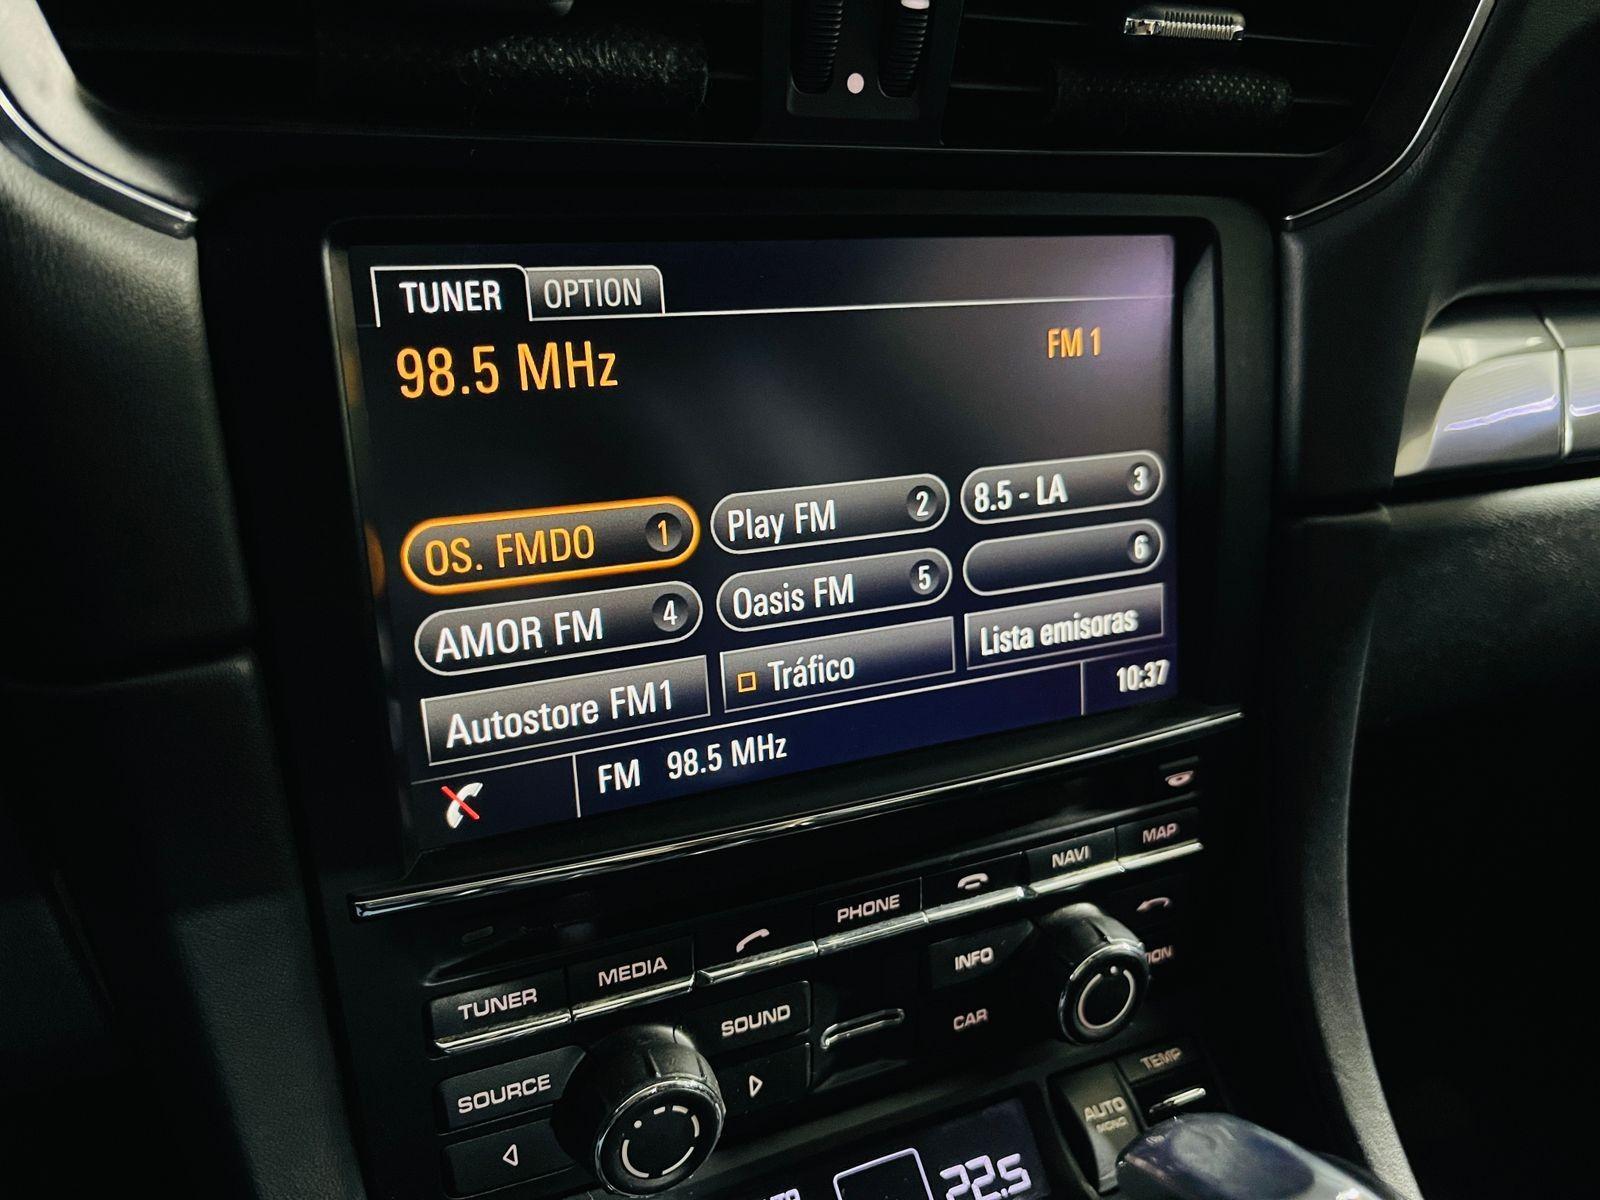 TUNER OPTION
98.5 MHz FM 1
OS. FMDO 1 Play FM 2 8.5 - LA 3
AMOR FM 4 Oasis FM 5 6
Autostore FM1 Tráfico Lista emisoras
FM 98.5 MHz 10:37
TUNER MEDIA PHONE NAVI MAP
SOURCE SOUND INFO
CAR
TEMP
AUTO
MONO
22.5